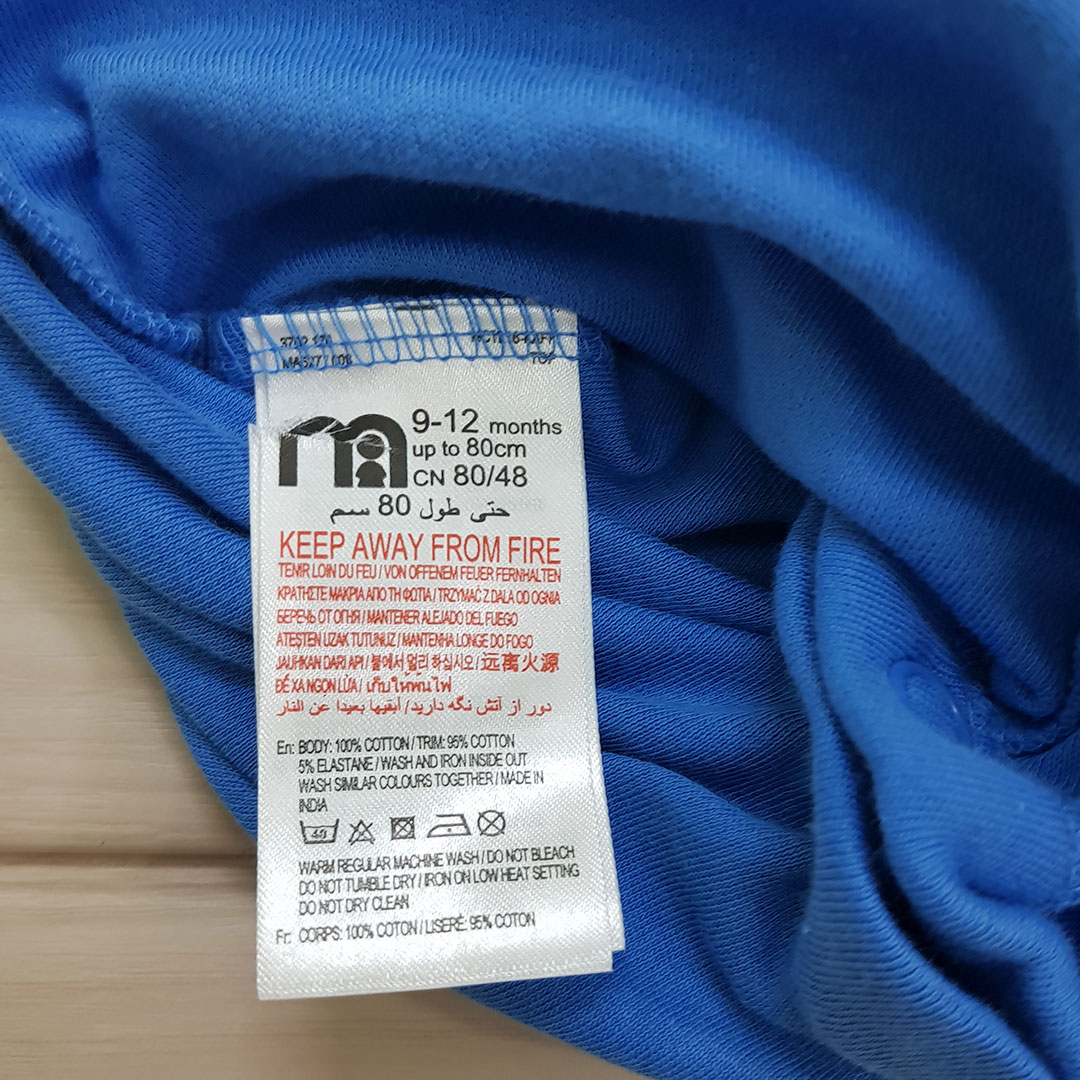 9-12 months
up to 80cm
CN 80/48
حتى طول 80 سم
KEEP AWAY FROM FIRE
TENIR LOIN DU FEU / VON OFFENEM FEUER FERNHALTEN
ΚΡΑΤΗΣΤΕ ΜΑΚΡΙΑ ΑΠΟ ΤΗ ΦΩΤΙΑ / TRZYMAĆ Z DALA OD OGNIA
БЕРЕЧЬ ОТ ОГНЯ / MANTENER ALEJADO DEL FUEGO
ATEŞTEN UZAK TUTUNUZ / MANTENHA LONGE DO FOGO
JAUHKAN DARI API / 불에서 멀리 하십시오 / 远离火源
ĐỂ XA NGỌN LỬA / เก็บให้พ้นไฟ
دور از آتش نگه دارید / أبقيها بعيدا عن النار
En: BODY: 100% COTTON / TRIM: 95% COTTON
5% ELASTANE / WASH AND IRON INSIDE OUT
WASH SIMILAR COLOURS TOGETHER / MADE IN
INDIA
40
WARM REGULAR MACHINE WASH / DO NOT BLEACH
DO NOT TUMBLE DRY / IRON ON LOW HEAT SETTING
DO NOT DRY CLEAN
Fr: CORPS: 100% COTON / LISERÉ: 95% COTON